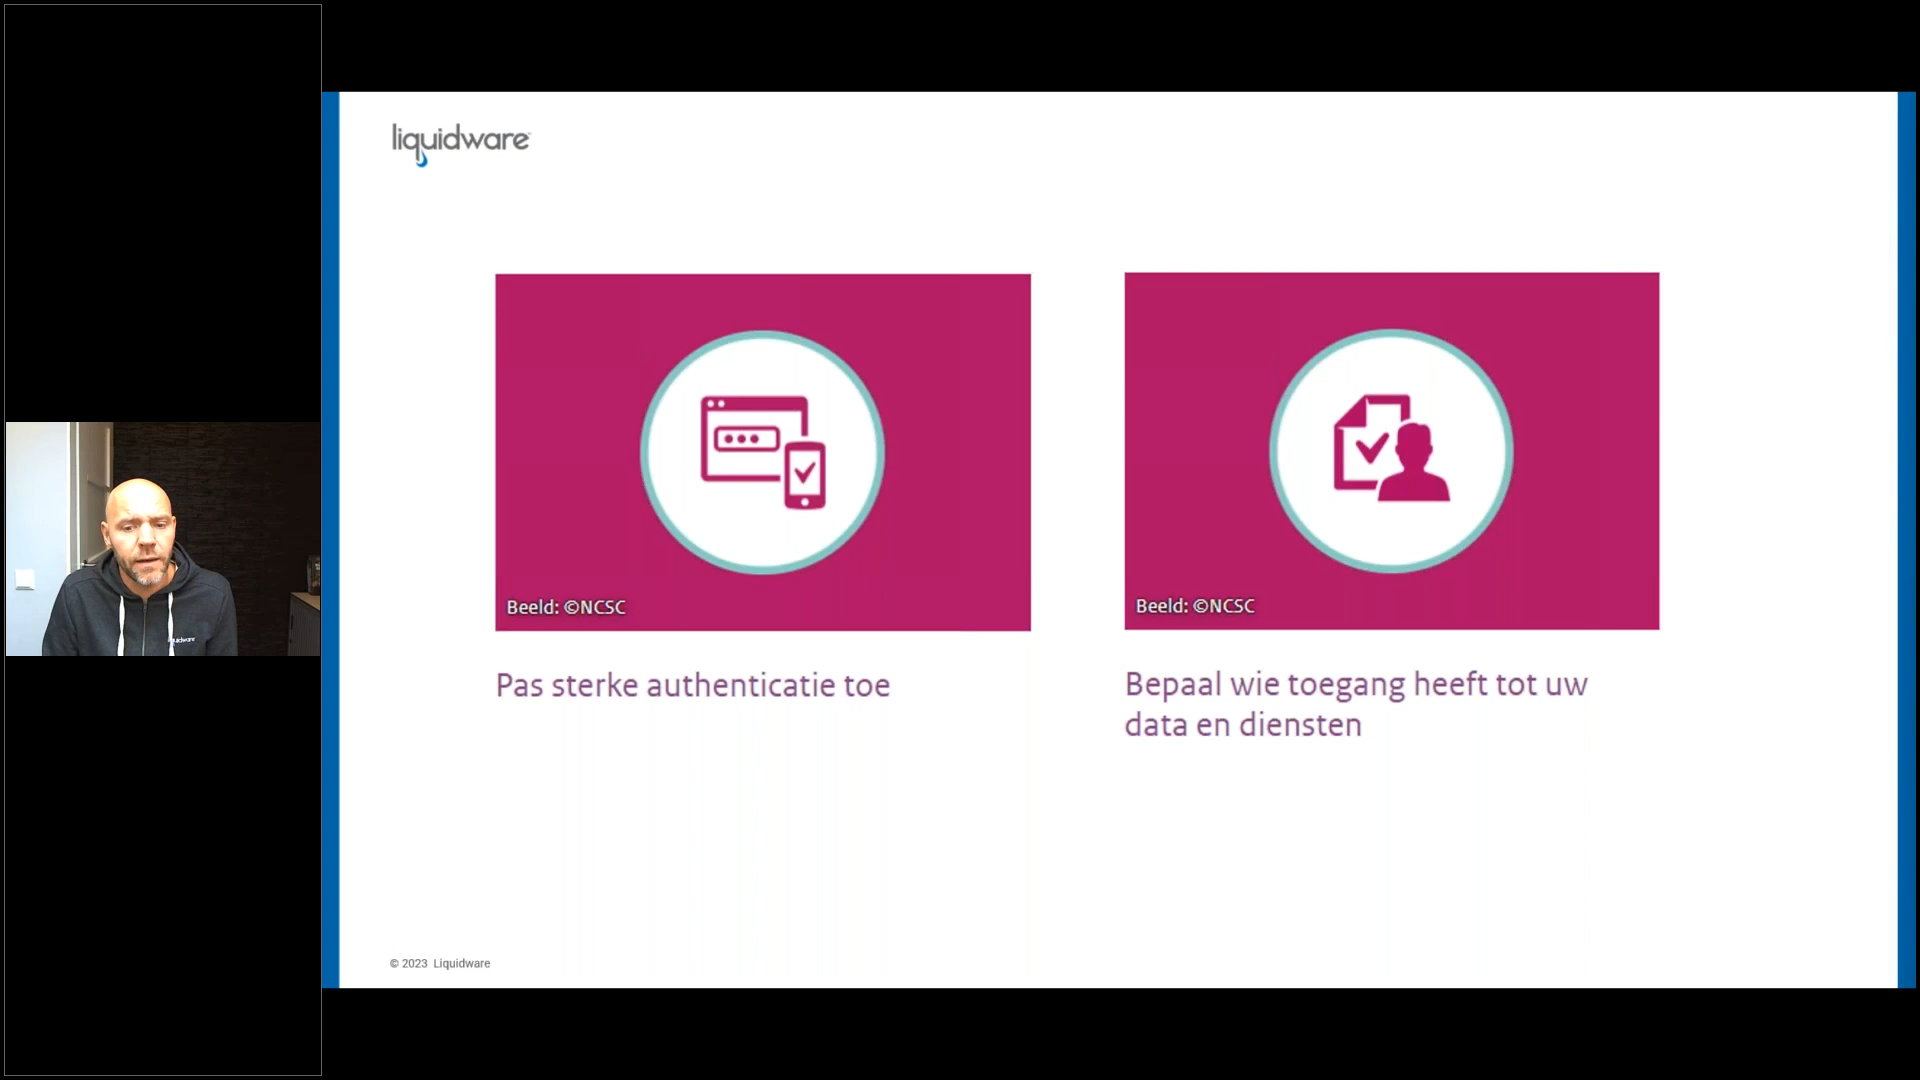 liquidware
Beeld: ©NCSC
Pas sterke authenticatie toe
Beeld: ©NCSC
Bepaal wie toegang heeft tot uw
data en diensten
© 2023 Liquidware
liquidware